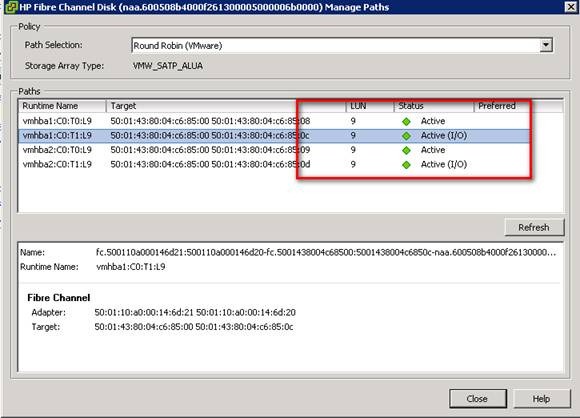 HP Fibre Channel Disk (naa.600508b4000f26130000500006b0000) Manage Paths
Policy
Path Selection: Round Robin (VMware)
Storage Array Type: VMW_SATP_ALUA
Paths
Runtime Name Target LUN Status Preferred
vmhba1:C0:T0:L9 50:01:43:80:04:c6:85:00 50:01:43:80:04:c6:85:08 9 Active
vmhba1:C0:T1:L9 50:01:43:80:04:c6:85:00 50:01:43:80:04:c6:85:0c 9 Active (I/O)
vmhba2:C0:T0:L9 50:01:43:80:04:c6:85:00 50:01:43:80:04:c6:85:09 9 Active
vmhba2:C0:T1:L9 50:01:43:80:04:c6:85:00 50:01:43:80:04:c6:85:0d 9 Active (I/O)
Refresh
Name: fc.500110a000146d21:500110a000146d20-fc.5001438004c68500:5001438004c6850c-naa.600508b4000f26130000...
Runtime Name: vmhba1:C0:T1:L9
Fibre Channel
Adapter: 50:01:10:a0:00:14:6d:21 50:01:10:a0:00:14:6d:20
Target: 50:01:43:80:04:c6:85:00 50:01:43:80:04:c6:85:0c
Close Help